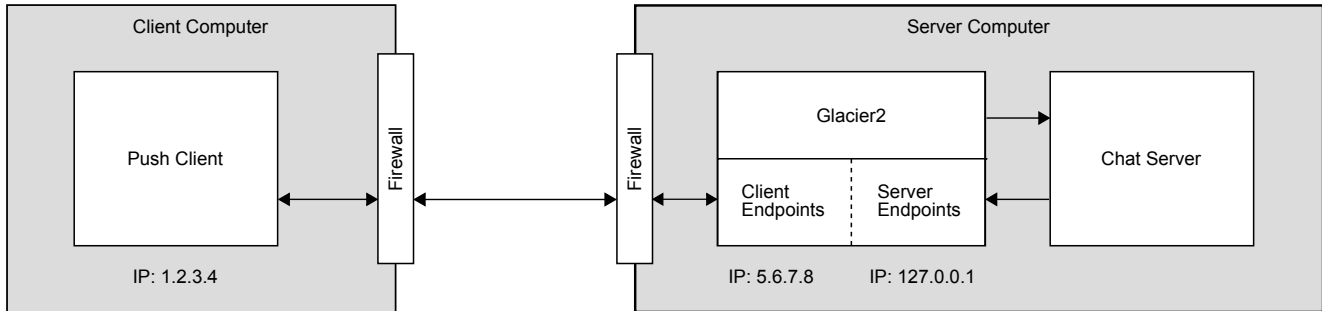 Client Computer
Server Computer
Push Client
Firewall
Firewall
Glacier2
Client
Endpoints
Server
Endpoints
Chat Server
IP: 1.2.3.4
IP: 5.6.7.8
IP: 127.0.0.1